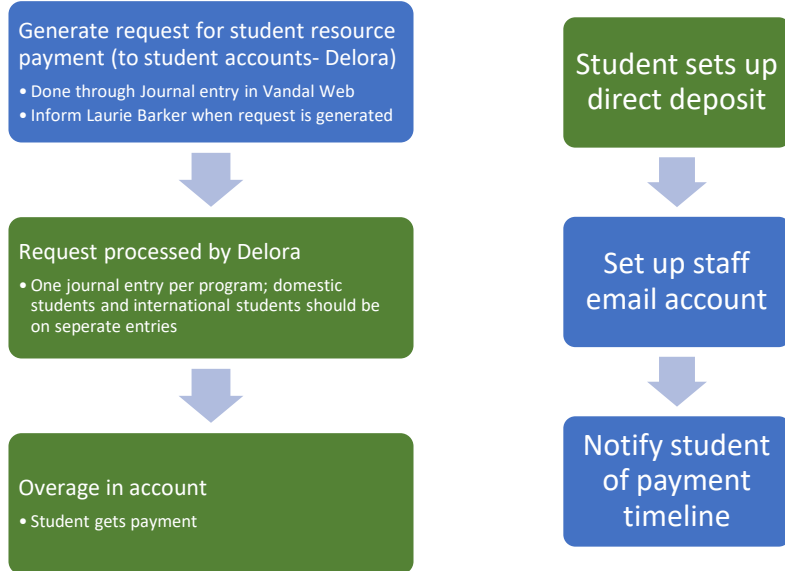 Generate request for student resource
payment (to student accounts- Delora)
• Done through Journal entry in Vandal Web
• Inform Laurie Barker when request is generated
Request processed by Delora
• One journal entry per program; domestic
students and international students should be
on seperate entries
Overage in account
• Student gets payment
Student sets up
direct deposit
Set up staff
email account
Notify student
of payment
timeline